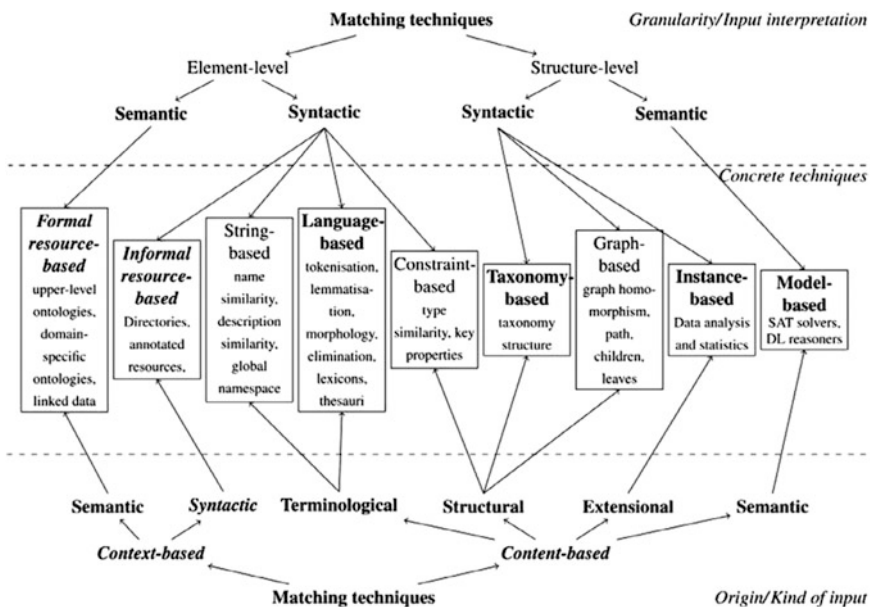 Matching techniques
Granularity/Input interpretation
Element-level
Structure-level
Semantic
Syntactic
Syntactic
Semantic
Concrete techniques
Formal
resource-
based
upper-level
ontologies,
domain-
specific
ontologies,
linked data
Informal
resource-
based
Directories,
annotated
resources,
String-
based
name
similarity,
description
similarity,
global
namespace
Language-
based
tokenisation,
lemmatisa-
tion,
morphology,
elimination,
lexicons,
thesauri
Constraint-
based
type
similarity, key
properties
Taxonomy-
based
taxonomy
structure
Graph-
based
graph homo-
morphism,
path,
children,
leaves
Instance-
based
Data analysis
and statistics
Model-
based
SAT solvers,
DL reasoners
Semantic
Syntactic
Terminological
Structural
Extensional
Semantic
Context-based
Content-based
Matching techniques
Origin/Kind of input